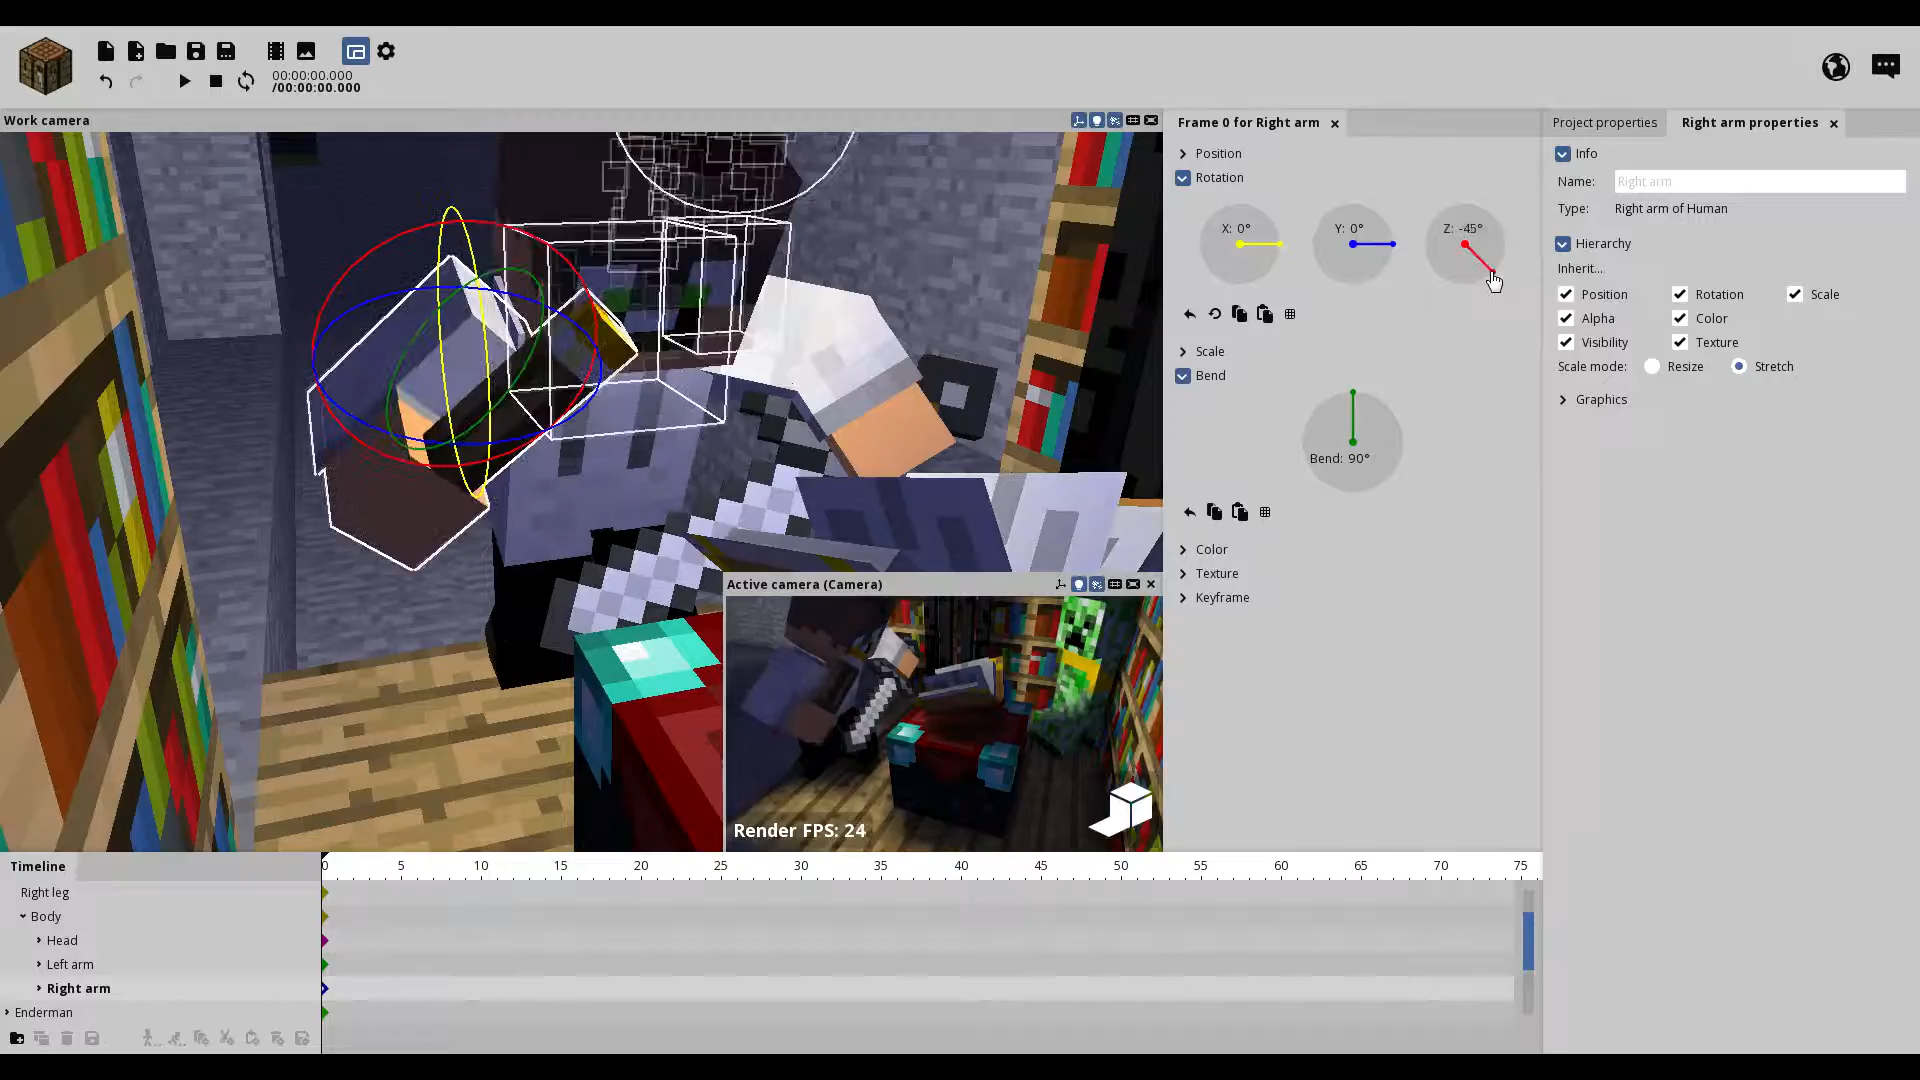 00:00:00.000
/00:00:00.000
Work camera
Frame 0 for Right arm
Position
Rotation
X: 0°
Y: 0°
Z: -45°
Scale
Bend
Bend: 90°
Color
Texture
Keyframe
Project properties
Right arm properties
Info
Name: Right arm
Type: Right arm of Human
Hierarchy
Inherit...
Position Rotation Scale
Alpha Color
Visibility Texture
Scale mode: Resize Stretch
Graphics
Active camera (Camera)
Render FPS: 24
Timeline
0 5 10 15 20 25 30 35 40 45 50 55 60 65 70 75
Right leg
Body
Head
Left arm
Right arm
Enderman